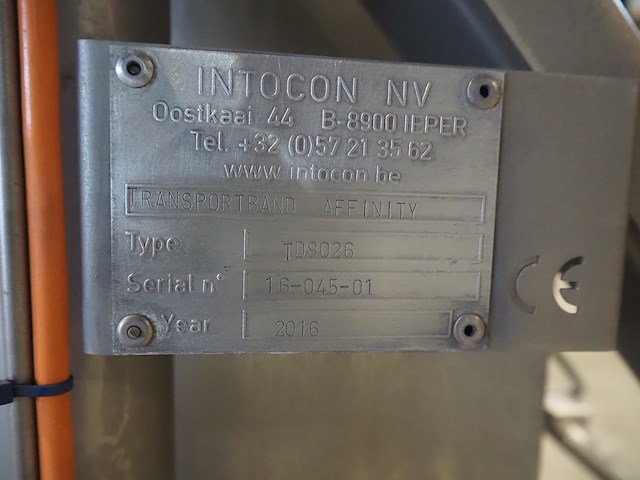 INTOCON NV
Oostkaai 44 B-8900 IEPER
Tel. +32 (0)57 21 35 62
www.intocon.be
TRANSPORTBAND AFFINITY
Type TD8026
Serial n° 16-045-01
Year 2016
CE